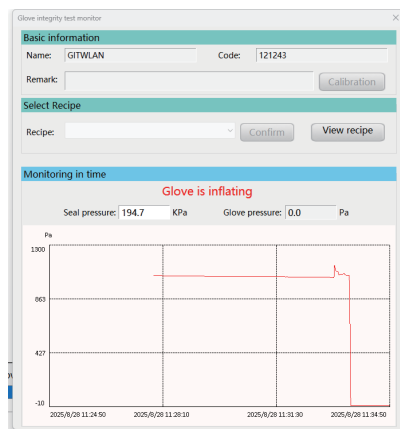 Glove integrity test monitor
Basic information
Name: GITWLAN Code: 121243
Remark: Calibration
Select Recipe
Recipe: Confirm View recipe
Monitoring in time
Glove is inflating
Seal pressure: 194.7 KPa Glove pressure: 0.0 Pa
Pa
1300
863
427
-10
2025/8/28 11:24:50 2025/8/28 11:28:10 2025/8/28 11:31:30 2025/8/28 11:34:50